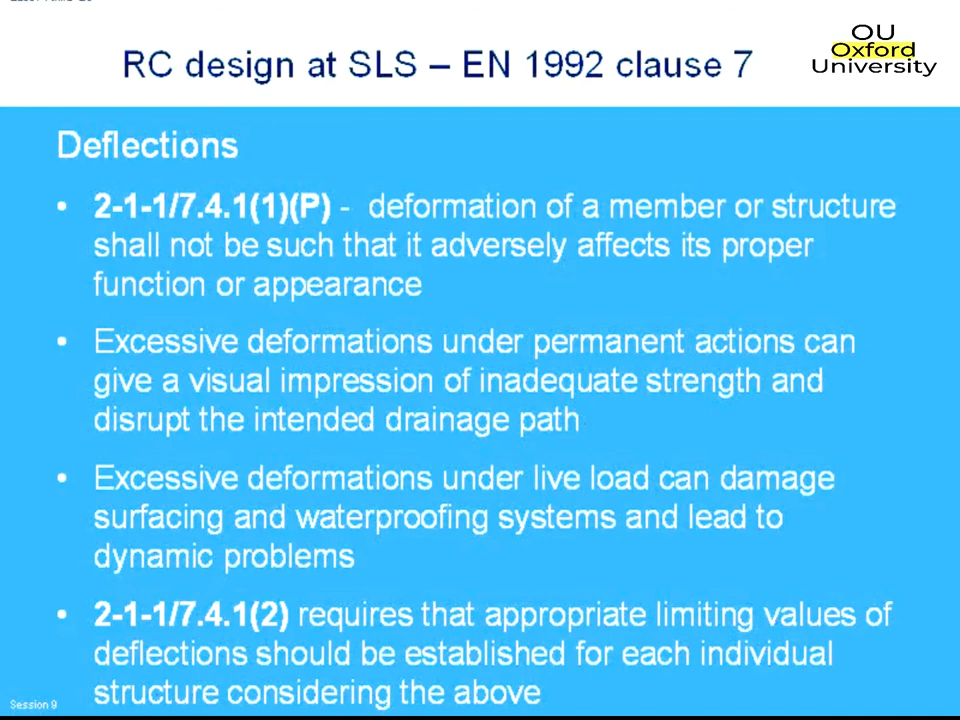 RC design at SLS – EN 1992 clause 7
OU
Oxford
University
Deflections
• 2-1-1/7.4.1(1)(P) - deformation of a member or structure
shall not be such that it adversely affects its proper
function or appearance
• Excessive deformations under permanent actions can
give a visual impression of inadequate strength and
disrupt the intended drainage path
• Excessive deformations under live load can damage
surfacing and waterproofing systems and lead to
dynamic problems
• 2-1-1/7.4.1(2) requires that appropriate limiting values of
deflections should be established for each individual
structure considering the above
Session 9